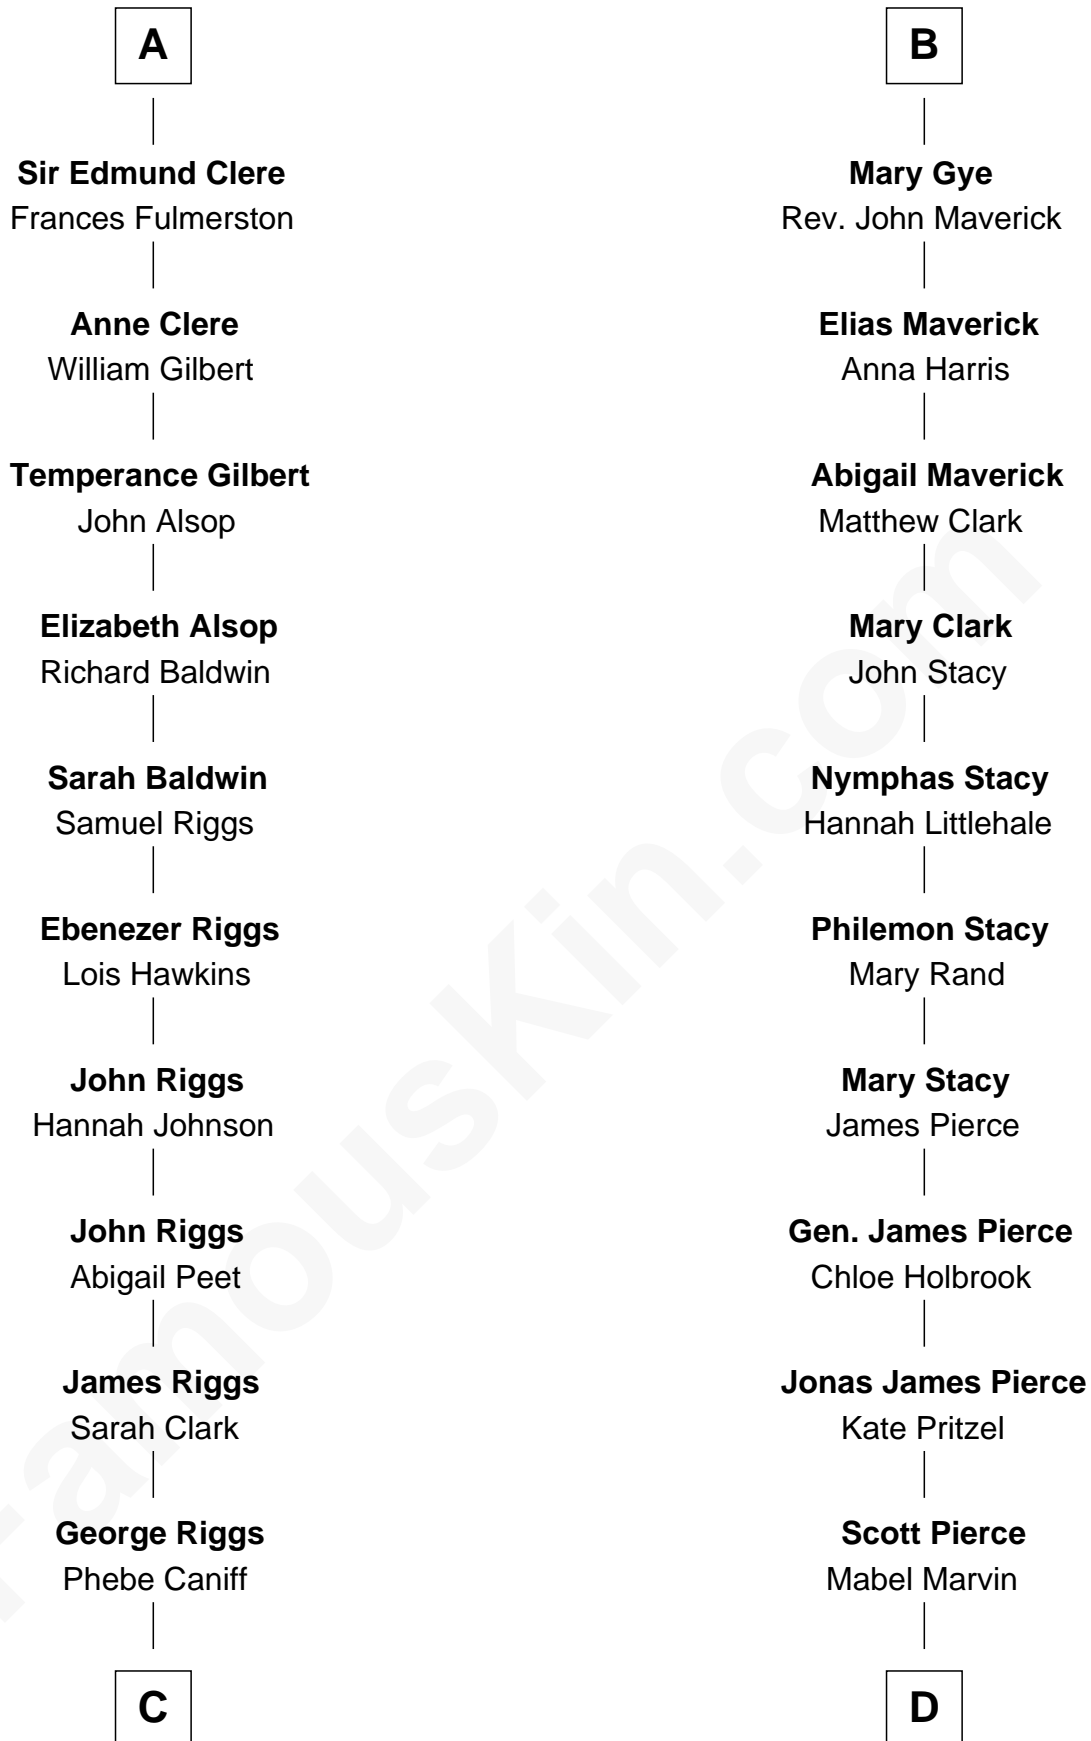 A
Sir Edmund Clere
Frances Fulmerston
Anne Clere
William Gilbert
Temperance Gilbert
John Alsop
Elizabeth Alsop
Richard Baldwin
Sarah Baldwin
Samuel Riggs
Ebenezer Riggs
Lois Hawkins
John Riggs
Hannah Johnson
John Riggs
Abigail Peet
James Riggs
Sarah Clark
George Riggs
Phebe Caniff
C
B
Mary Gye
Rev. John Maverick
Elias Maverick
Anna Harris
Abigail Maverick
Matthew Clark
Mary Clark
John Stacy
Nymphas Stacy
Hannah Littlehale
Philemon Stacy
Mary Rand
Mary Stacy
James Pierce
Gen. James Pierce
Chloe Holbrook
Jonas James Pierce
Kate Pritzel
Scott Pierce
Mabel Marvin
D
FamousKin.com